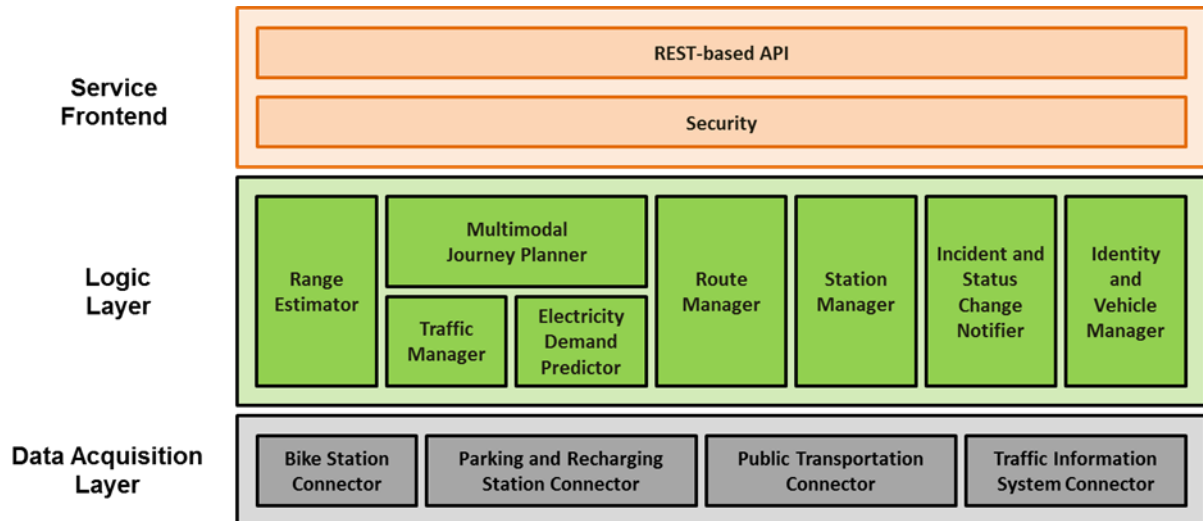 Service
Frontend
REST-based API
Security
Logic
Layer
Range
Estimator
Multimodal
Journey Planner
Traffic
Manager
Electricity
Demand
Predictor
Route
Manager
Station
Manager
Incident and
Status
Change
Notifier
Identity
and
Vehicle
Manager
Data Acquisition
Layer
Bike Station
Connector
Parking and Recharging
Station Connector
Public Transportation
Connector
Traffic Information
System Connector